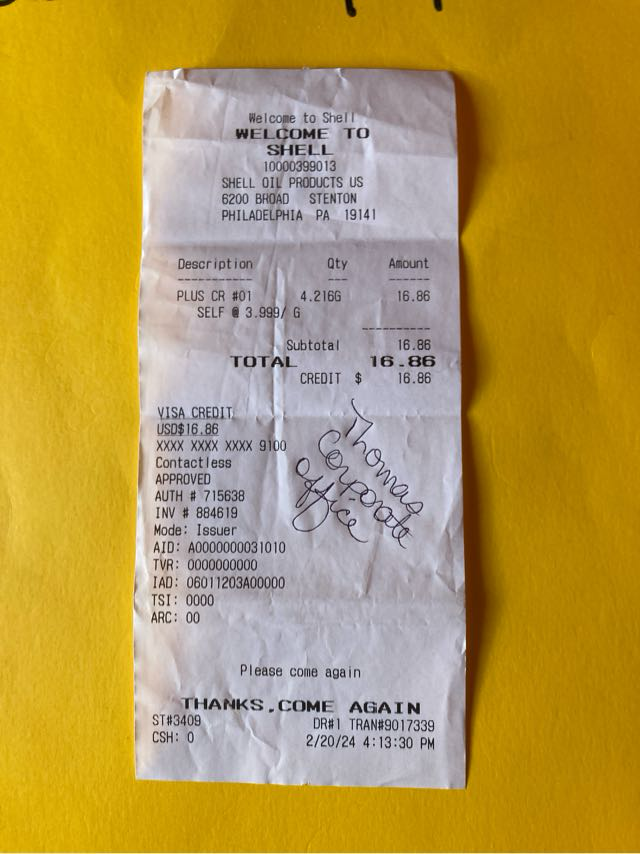 Welcome to Shell
WELCOME TO
SHELL
10000399013
SHELL OIL PRODUCTS US
6200 BROAD STENTON
PHILADELPHIA PA 19141
Description Qty Amount
PLUS CR #01 4.216G 16.86
SELF @ 3.999/ G
Subtotal 16.86
TOTAL 16.86
CREDIT $ 16.86
VISA CREDIT
USD$16.86
XXXX XXXX XXXX 9100
Contactless
APPROVED
AUTH # 715638
INV # 884619
Mode: Issuer
AID: A0000000031010
TVR: 0000000000
IAD: 06011203A00000
TSI: 0000
ARC: 00
Thomas
Corporate
office
Please come again
THANKS,COME AGAIN
ST#3409 DR#1 TRAN#9017339
CSH: 0 2/20/24 4:13:30 PM